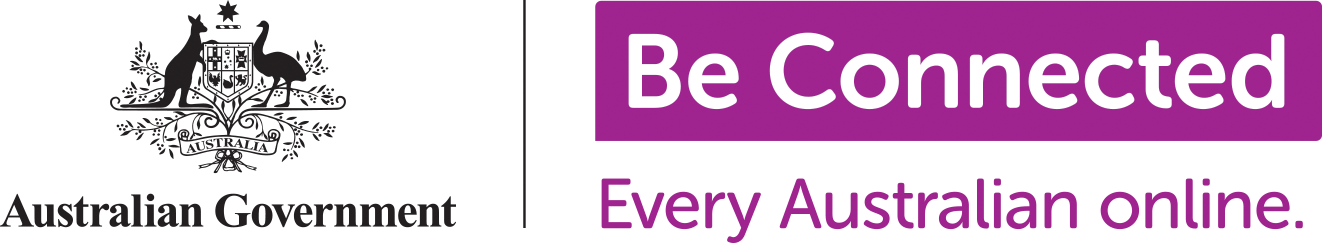 AUSTRALIA
Australian Government
Be Connected
Every Australian online.